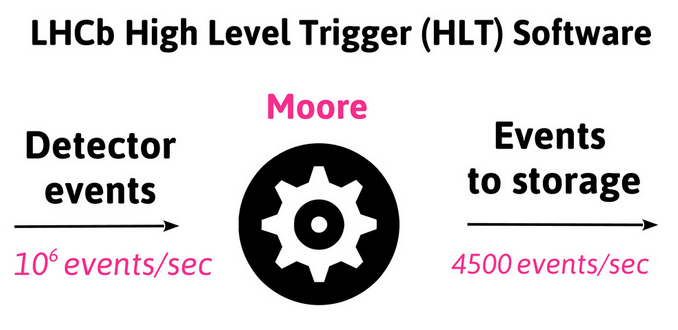 LHCb High Level Trigger (HLT) Software
Moore
Detector
events
10⁶ events/sec
Events
to storage
4500 events/sec